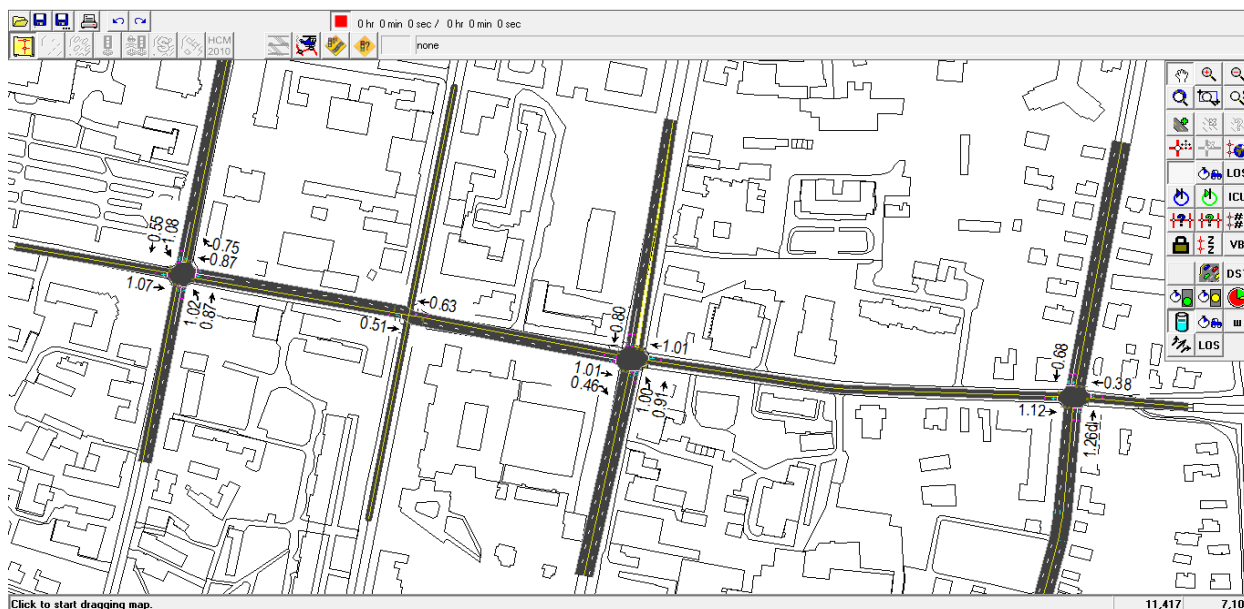 0 hr 0 min 0 sec / 0 hr 0 min 0 sec
HCM
2010
none
LOS
ICU
##
Z
Z
VB
DS
LOS
0.55
1.08
0.75
0.87
1.07
1.02
0.87
0.63
0.51
0.80
1.01
1.01
0.46
1.00
0.91
0.68
0.38
1.12
1.26dl
Click to start dragging map.
11,417
7,10